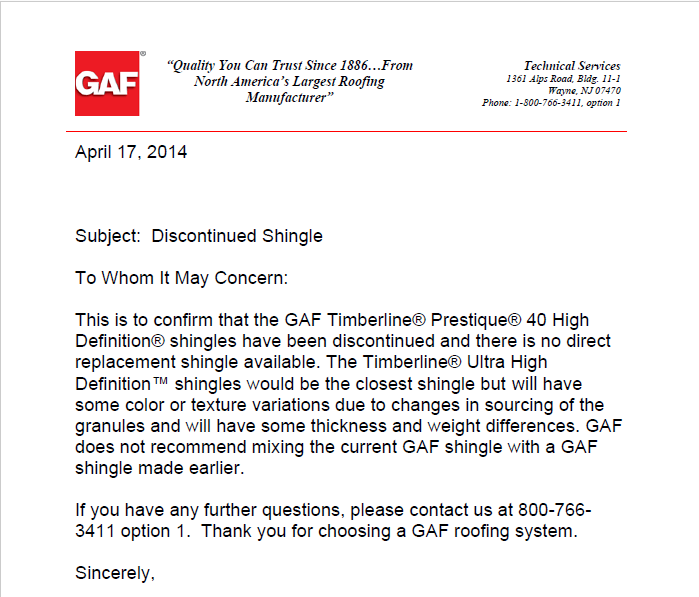 GAF®
“Quality You Can Trust Since 1886…From
North America’s Largest Roofing
Manufacturer”
Technical Services
1361 Alps Road, Bldg. 11-1
Wayne, NJ 07470
Phone: 1-800-766-3411, option 1
April 17, 2014
Subject:  Discontinued Shingle
To Whom It May Concern:
This is to confirm that the GAF Timberline® Prestique® 40 High
Definition® shingles have been discontinued and there is no direct
replacement shingle available. The Timberline® Ultra High
Definition™ shingles would be the closest shingle but will have
some color or texture variations due to changes in sourcing of the
granules and will have some thickness and weight differences. GAF
does not recommend mixing the current GAF shingle with a GAF
shingle made earlier.
If you have any further questions, please contact us at 800-766-
3411 option 1.  Thank you for choosing a GAF roofing system.
Sincerely,